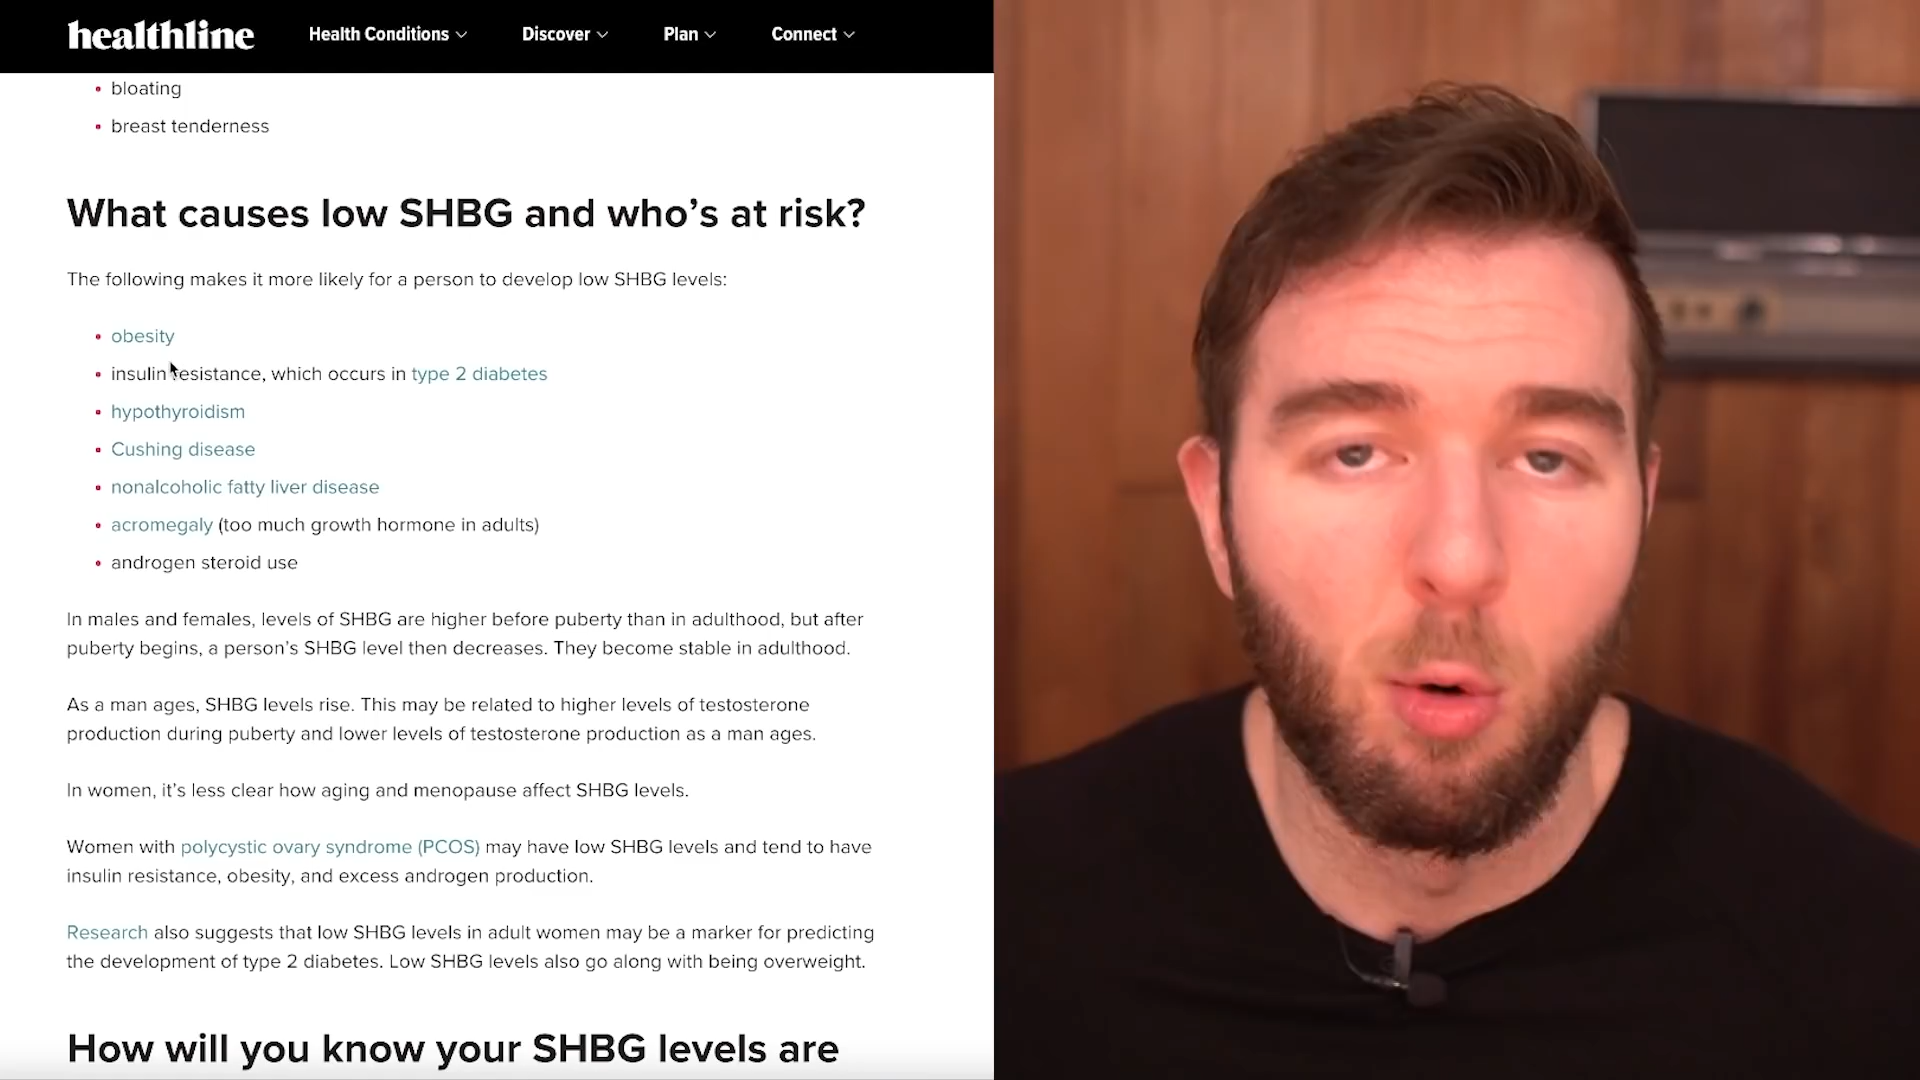 healthline Health Conditions Discover Plan Connect
bloating
breast tenderness
What causes low SHBG and who’s at risk?
The following makes it more likely for a person to develop low SHBG levels:
obesity
insulin resistance, which occurs in type 2 diabetes
hypothyroidism
Cushing disease
nonalcoholic fatty liver disease
acromegaly (too much growth hormone in adults)
androgen steroid use
In males and females, levels of SHBG are higher before puberty than in adulthood, but after
puberty begins, a person’s SHBG level then decreases. They become stable in adulthood.
As a man ages, SHBG levels rise. This may be related to higher levels of testosterone
production during puberty and lower levels of testosterone production as a man ages.
In women, it’s less clear how aging and menopause affect SHBG levels.
Women with polycystic ovary syndrome (PCOS) may have low SHBG levels and tend to have
insulin resistance, obesity, and excess androgen production.
Research also suggests that low SHBG levels in adult women may be a marker for predicting
the development of type 2 diabetes. Low SHBG levels also go along with being overweight.
How will you know your SHBG levels are